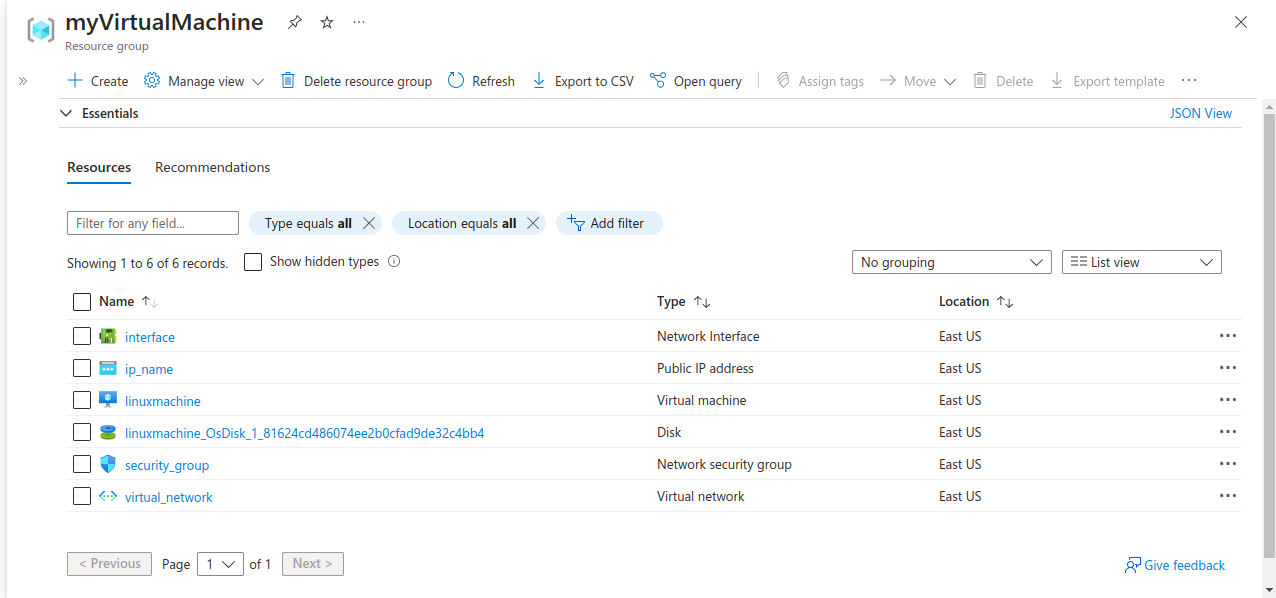 myVirtualMachine
Resource group
Create Manage view Delete resource group Refresh Export to CSV Open query Assign tags Move Delete Export template
Essentials JSON View
Resources Recommendations
Filter for any field... Type equals all Location equals all Add filter
Showing 1 to 6 of 6 records. Show hidden types No grouping List view
Name Type Location
interface Network Interface East US
ip_name Public IP address East US
linuxmachine Virtual machine East US
linuxmachine_OsDisk_1_81624cd486074ee2b0cfad9de32c4bb4 Disk East US
security_group Network security group East US
virtual_network Virtual network East US
< Previous Page 1 of 1 Next > Give feedback